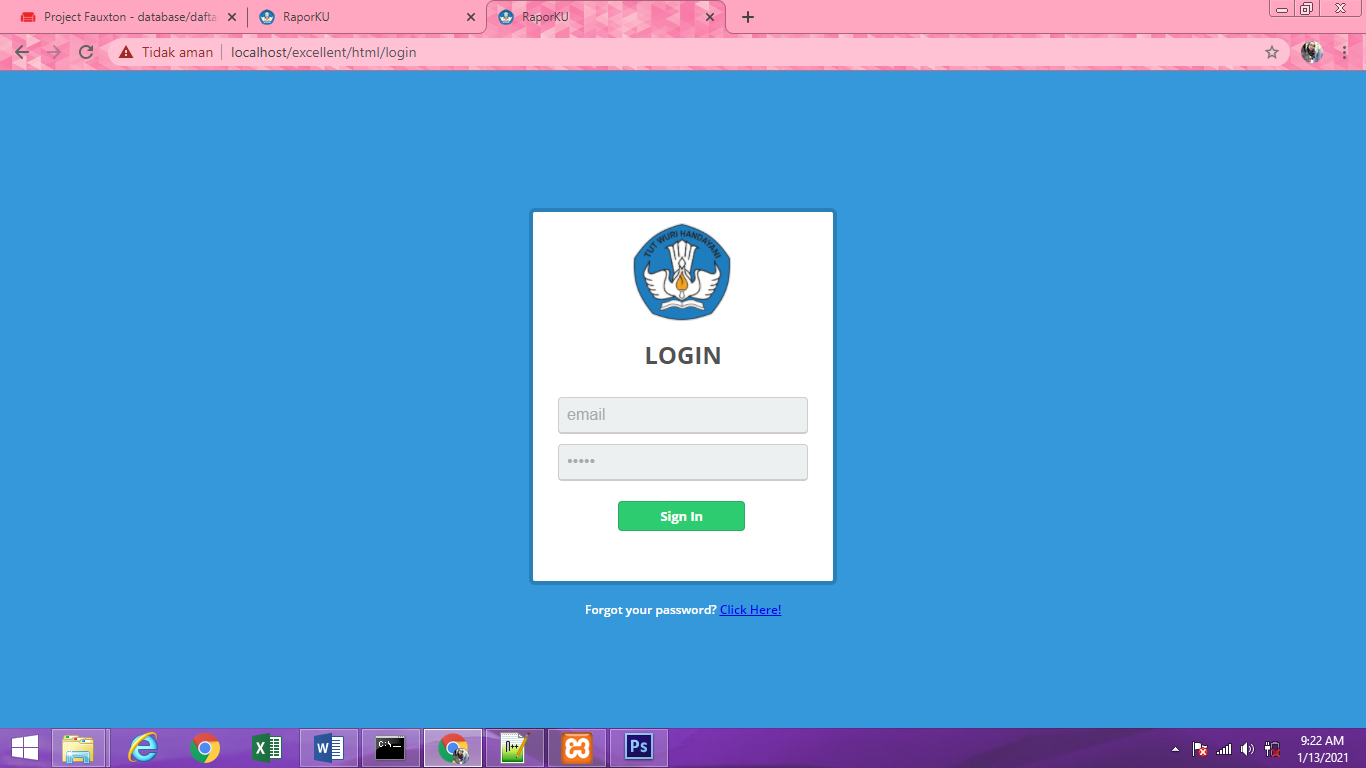 Project Fauxton - database/dafta
RaporKU
RaporKU
Tidak aman
localhost/excellent/html/login
TUT WURI HANDAYANI
LOGIN
email
•••••
Sign In
Forgot your password? Click Here!
C:\
N++
Ps
9:22 AM
1/13/2021